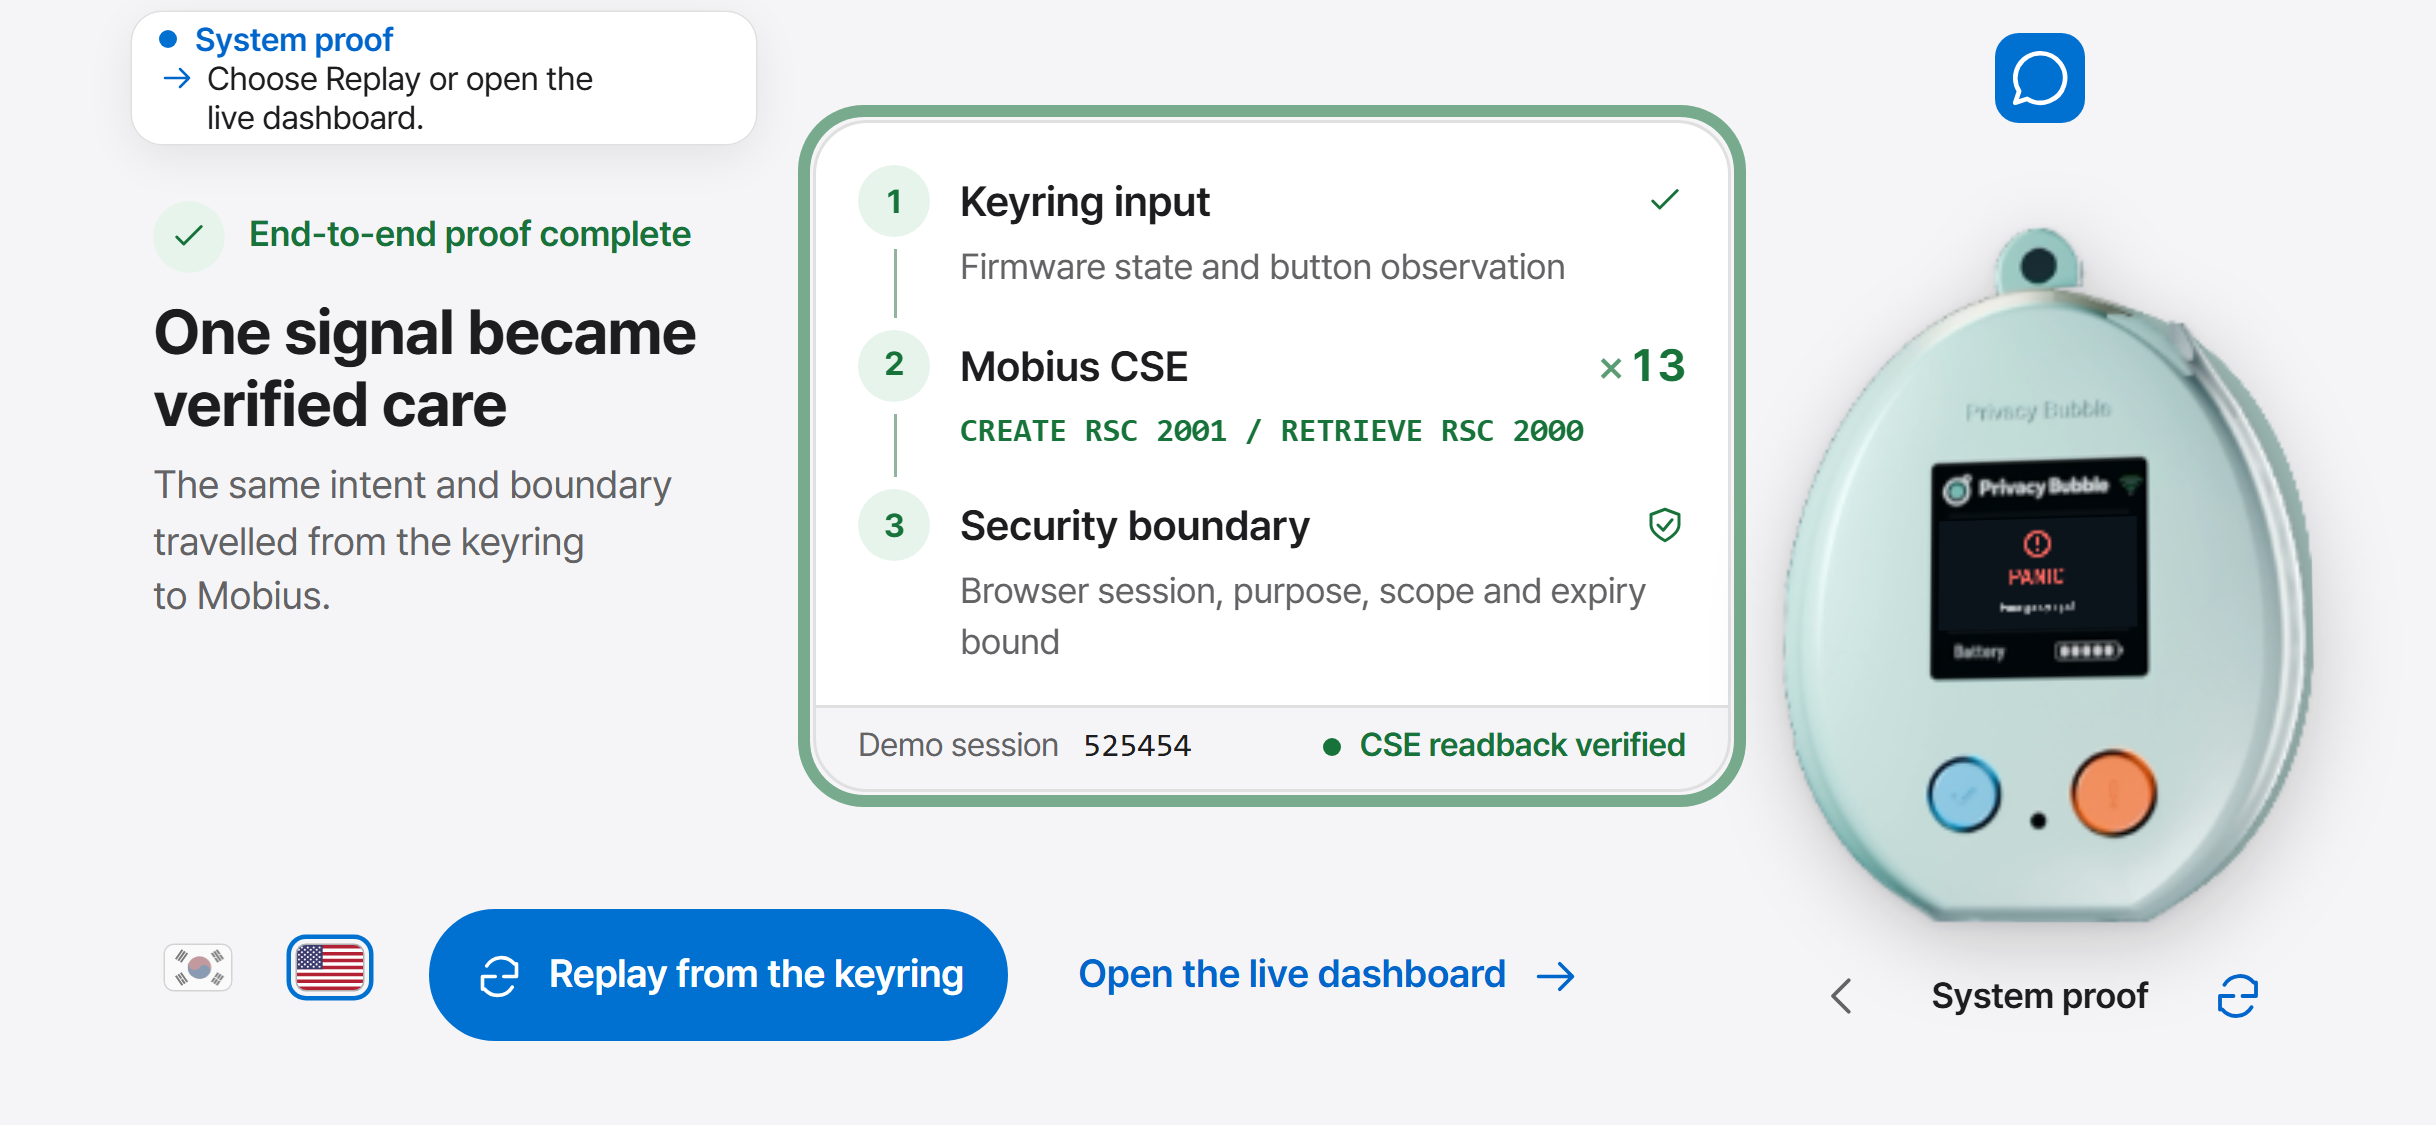 System proof
Choose Replay or open the
live dashboard.
End-to-end proof complete
One signal became
verified care
The same intent and boundary
travelled from the keyring
to Mobius.
1 Keyring input
Firmware state and button observation
2 Mobius CSE ×13
CREATE RSC 2001 / RETRIEVE RSC 2000
3 Security boundary
Browser session, purpose, scope and expiry
bound
Demo session 525454 CSE readback verified
Privacy Bubble
Privacy Bubble
PANIC
Battery
Replay from the keyring
Open the live dashboard
System proof